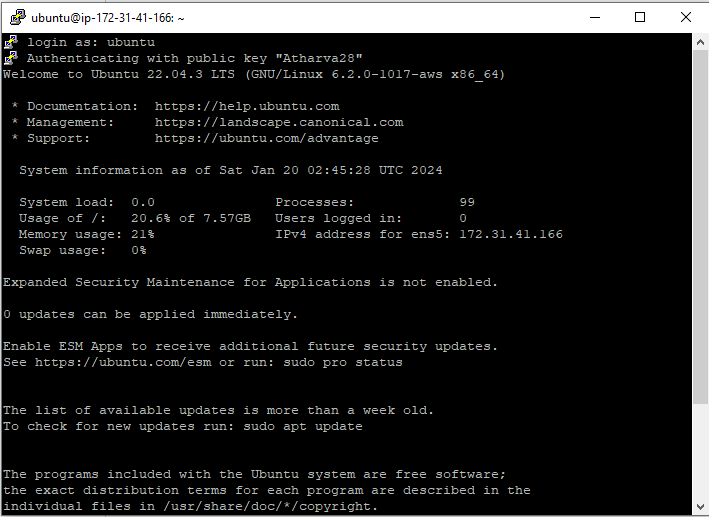 ubuntu@ip-172-31-41-166: ~
login as: ubuntu
Authenticating with public key "Atharva28"
Welcome to Ubuntu 22.04.3 LTS (GNU/Linux 6.2.0-1017-aws x86_64)
* Documentation:  https://help.ubuntu.com
* Management:     https://landscape.canonical.com
* Support:        https://ubuntu.com/advantage
System information as of Sat Jan 20 02:45:28 UTC 2024
System load:  0.0               Processes:             99
Usage of /:   20.6% of 7.57GB   Users logged in:       0
Memory usage: 21%               IPv4 address for ens5: 172.31.41.166
Swap usage:   0%
Expanded Security Maintenance for Applications is not enabled.
0 updates can be applied immediately.
Enable ESM Apps to receive additional future security updates.
See https://ubuntu.com/esm or run: sudo pro status
The list of available updates is more than a week old.
To check for new updates run: sudo apt update
The programs included with the Ubuntu system are free software;
the exact distribution terms for each program are described in the
individual files in /usr/share/doc/*/copyright.